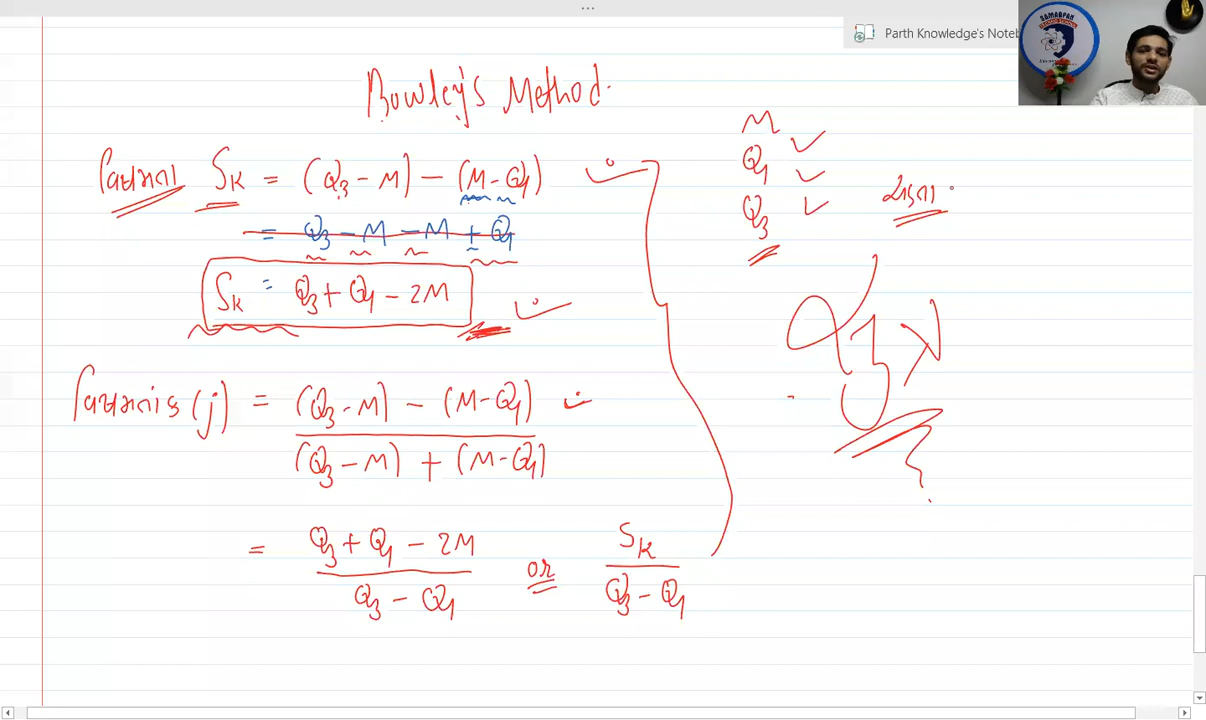 Parth Knowledge's Noteb
SAMARPAN
Bowley's Method
M
Q₁
Q₃
વિષમતા Sₖ = (Q₃ - M) - (M - Q₁)
= Q₃ - M - M + Q₁
Sₖ = Q₃ + Q₁ - 2M
વિષમતાંક (j) = (Q₃ - M) - (M - Q₁)
(Q₃ - M) + (M - Q₁)
= Q₃ + Q₁ - 2M or Sₖ
Q₃ - Q₁ Q₃ - Q₁